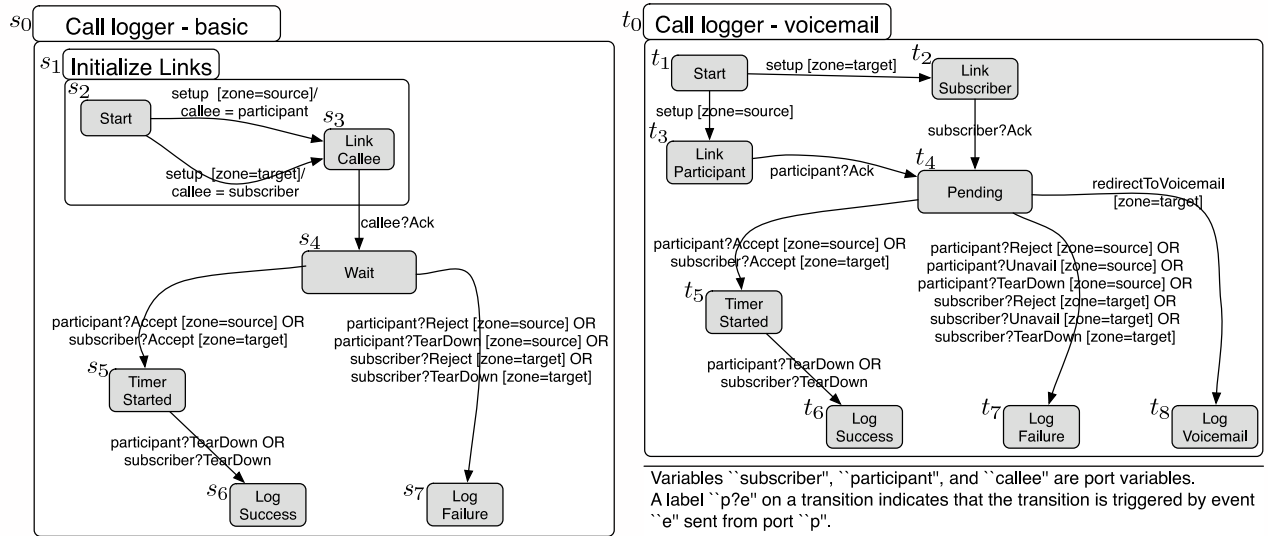 s0 Call logger - basic
s1 Initialize Links
s2
Start
setup [zone=source]/
callee = participant
s3
Link
Callee
setup [zone=target]/
callee = subscriber
callee?Ack
s4
Wait
participant?Accept [zone=source] OR
subscriber?Accept [zone=target]
participant?Reject [zone=source] OR
participant?TearDown [zone=source] OR
subscriber?Reject [zone=target] OR
subscriber?TearDown [zone=target]
s5
Timer
Started
participant?TearDown OR
subscriber?TearDown
s6
Log
Success
s7
Log
Failure
t0 Call logger - voicemail
t1
Start
setup [zone=target]
t2
Link
Subscriber
setup [zone=source]
t3
Link
Participant
subscriber?Ack
participant?Ack
t4
Pending
redirectToVoicemail
[zone=target]
participant?Accept [zone=source] OR
subscriber?Accept [zone=target]
participant?Reject [zone=source] OR
participant?Unavail [zone=source] OR
participant?TearDown [zone=source] OR
subscriber?Reject [zone=target] OR
subscriber?Unavail [zone=target] OR
subscriber?TearDown [zone=target]
t5
Timer
Started
participant?TearDown OR
subscriber?TearDown
t6
Log
Success
t7
Log
Failure
t8
Log
Voicemail
Variables ``subscriber", ``participant", and ``callee" are port variables.
A label ``p?e" on a transition indicates that the transition is triggered by event
``e" sent from port ``p".